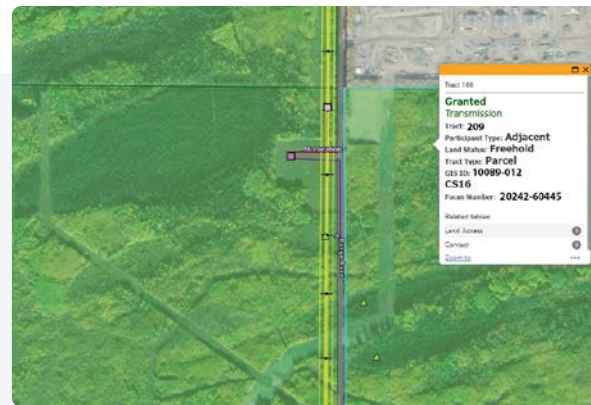 Tract 106
Granted
Transmission
Tract: 209
Participant Type: Adjacent
Land Status: Freehold
Tract Type: Parcel
GIS ID: 10089-012
CS16
Focus Number: 20242-60445
Related tables
Land Access
Contact
Zoom to